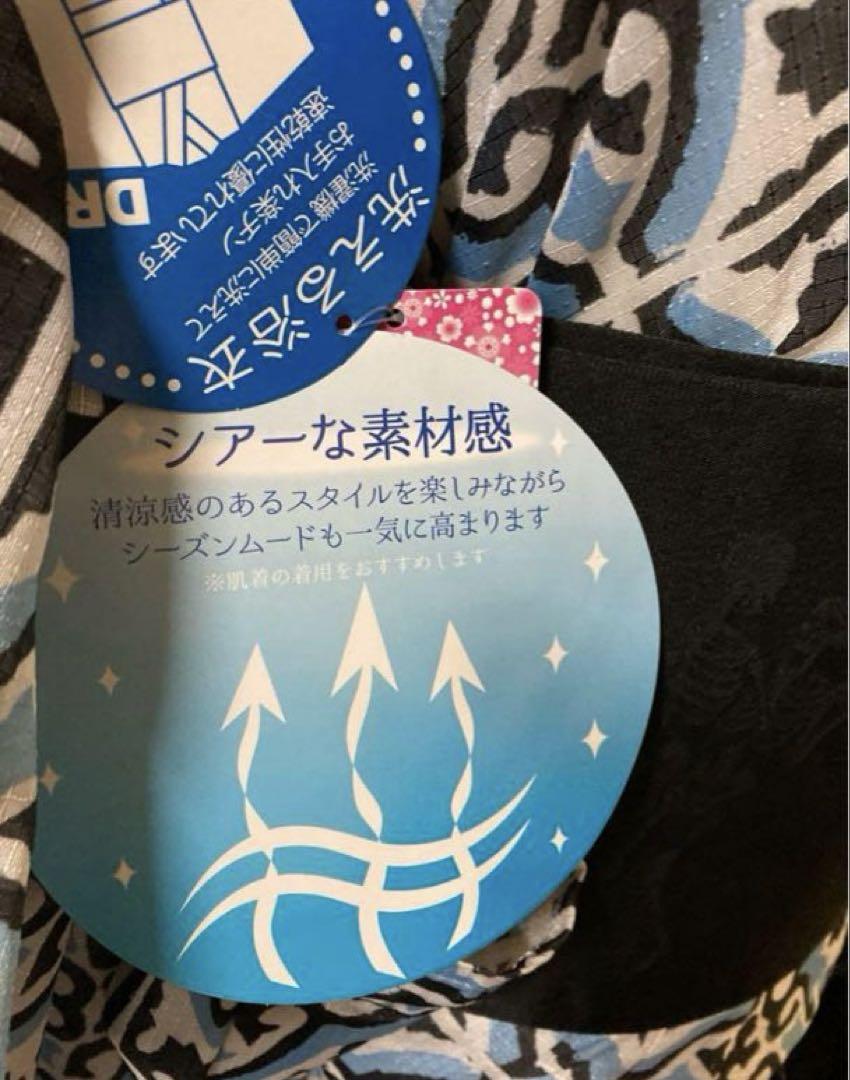 洗える浴衣
洗濯機で簡単に洗えて
お手入れ楽チン
速乾性に優れています
DR
シアーな素材感
清涼感のあるスタイルを楽しみながら
シーズンムードも一気に高まります
※肌着の着用をおすすめします